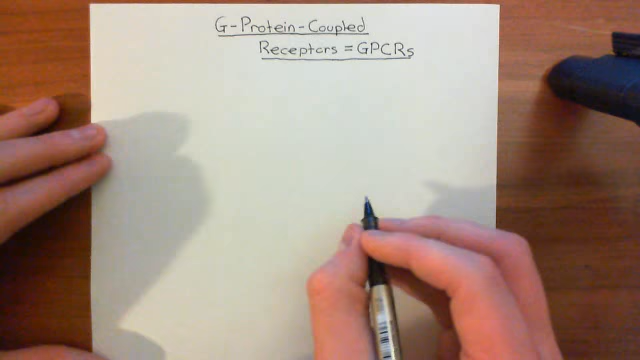 G-Protein-Coupled
Receptors = GPCRs